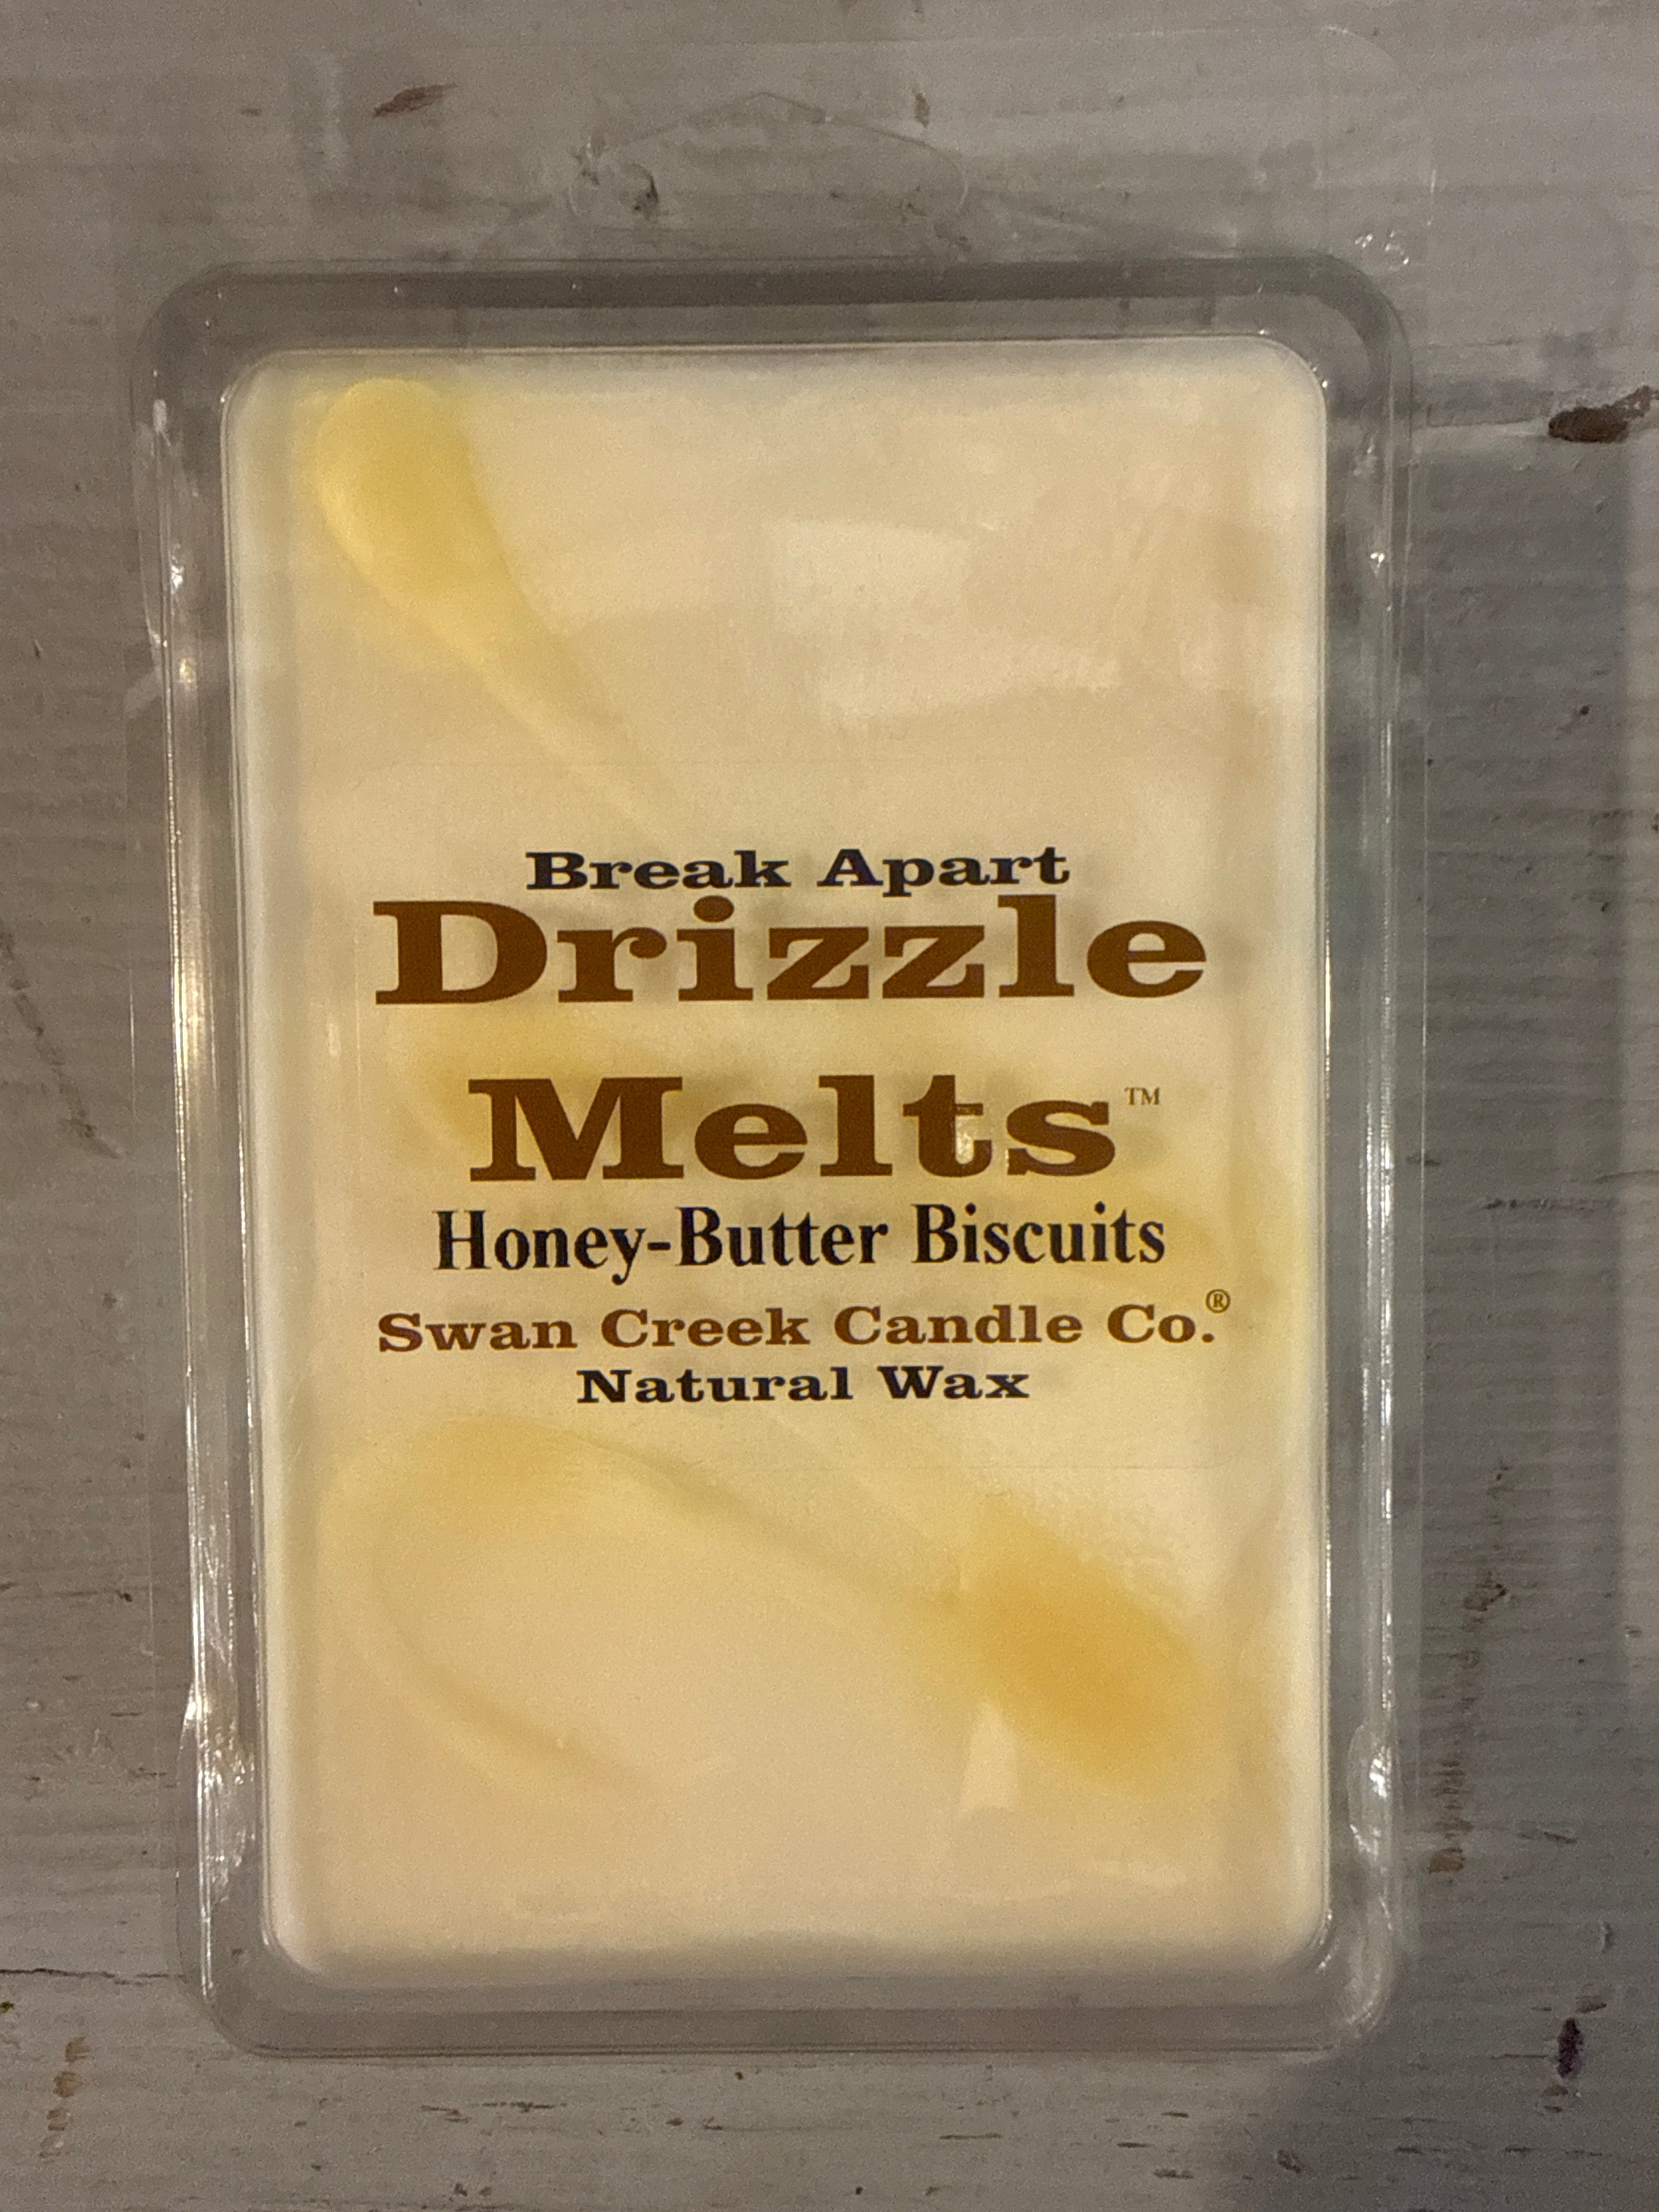 Break Apart
Drizzle
Melts™
Honey-Butter Biscuits
Swan Creek Candle Co.®
Natural Wax